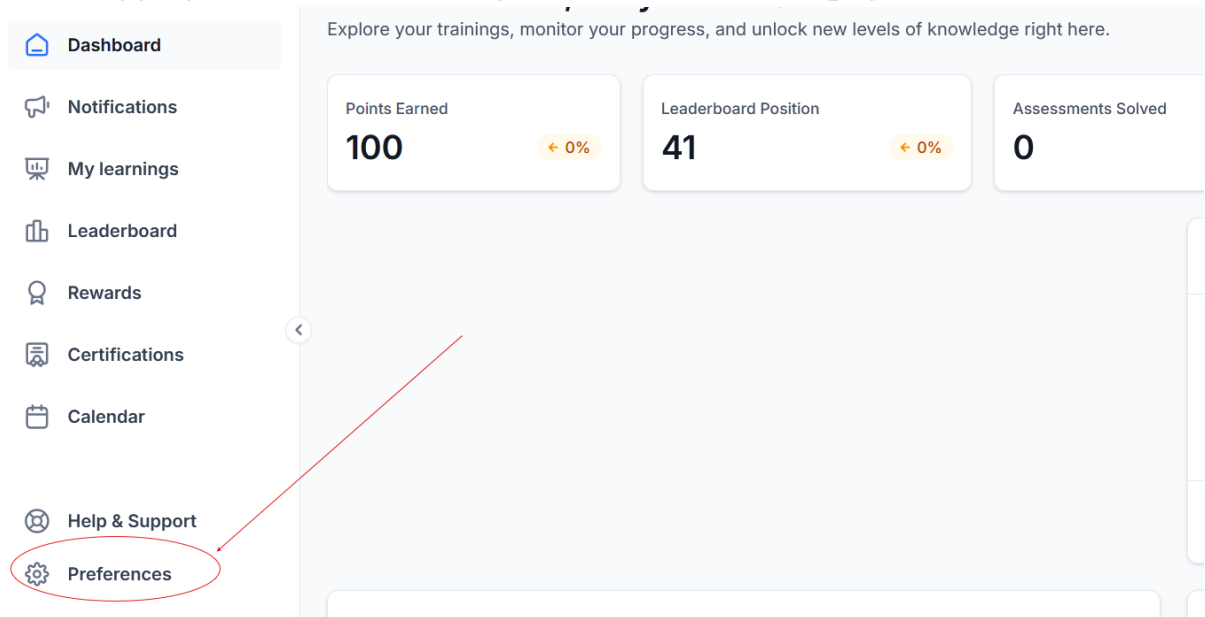 Dashboard
Notifications
My learnings
Leaderboard
Rewards
Certifications
Calendar
Help & Support
Preferences
Explore your trainings, monitor your progress, and unlock new levels of knowledge right here.
Points Earned
100
0%
Leaderboard Position
41
0%
Assessments Solved
0